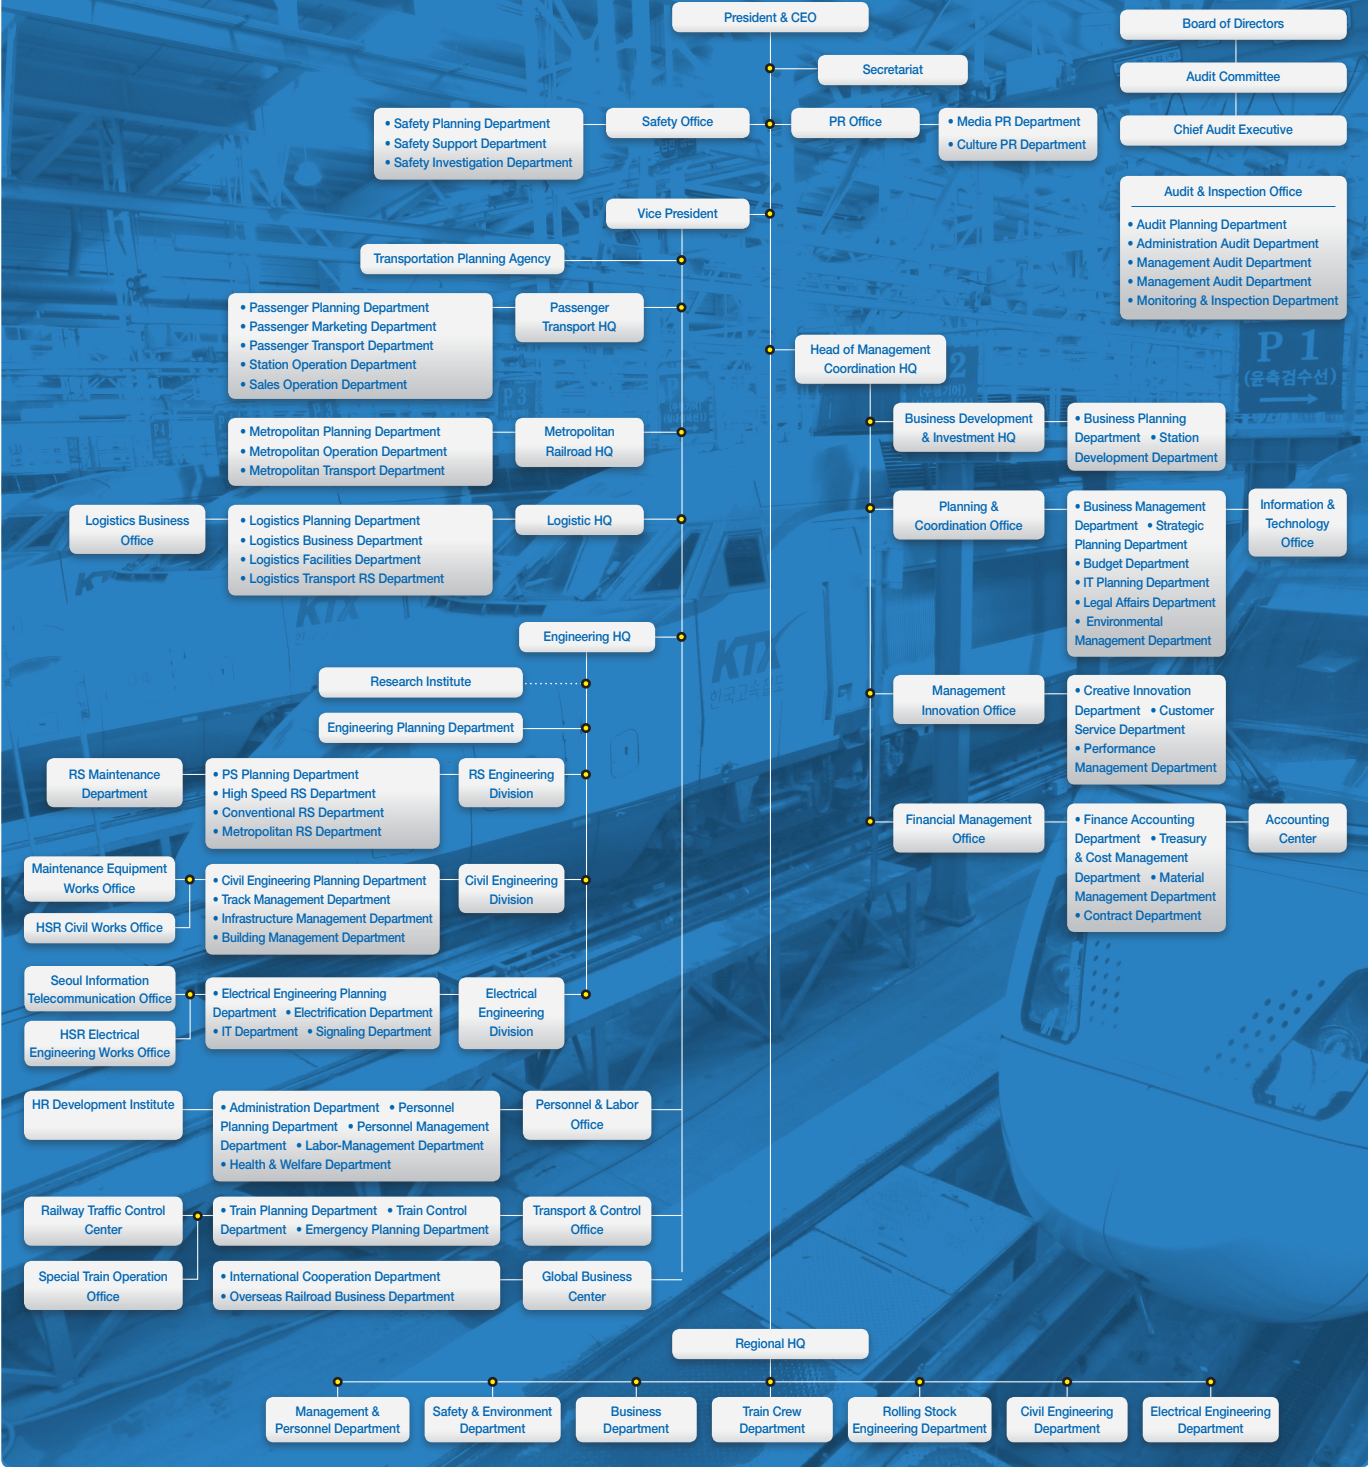 President & CEO
Board of Directors
Secretariat
Audit Committee
• Safety Planning Department
• Safety Support Department
• Safety Investigation Department
Safety Office
PR Office
• Media PR Department
• Culture PR Department
Chief Audit Executive
Audit & Inspection Office
• Audit Planning Department
• Administration Audit Department
• Management Audit Department
• Management Audit Department
• Monitoring & Inspection Department
Vice President
Transportation Planning Agency
• Passenger Planning Department
• Passenger Marketing Department
• Passenger Transport Department
• Station Operation Department
• Sales Operation Department
Passenger
Transport HQ
Head of Management
Coordination HQ
P 1
(윤축검수선)
P 3
P 4
2
• Metropolitan Planning Department
• Metropolitan Operation Department
• Metropolitan Transport Department
Metropolitan
Railroad HQ
Business Development
& Investment HQ
• Business Planning
Department • Station
Development Department
Logistics Business
Office
• Logistics Planning Department
• Logistics Business Department
• Logistics Facilities Department
• Logistics Transport RS Department
Logistic HQ
Planning &
Coordination Office
• Business Management
Department • Strategic
Planning Department
• Budget Department
• IT Planning Department
• Legal Affairs Department
• Environmental
Management Department
Information &
Technology
Office
KTX
KTX
한국고속철도
Engineering HQ
Research Institute
Engineering Planning Department
Management
Innovation Office
• Creative Innovation
Department • Customer
Service Department
• Performance
Management Department
RS Maintenance
Department
• PS Planning Department
• High Speed RS Department
• Conventional RS Department
• Metropolitan RS Department
RS Engineering
Division
Financial Management
Office
• Finance Accounting
Department • Treasury
& Cost Management
Department • Material
Management Department
• Contract Department
Accounting
Center
Maintenance Equipment
Works Office
HSR Civil Works Office
• Civil Engineering Planning Department
• Track Management Department
• Infrastructure Management Department
• Building Management Department
Civil Engineering
Division
Seoul Information
Telecommunication Office
HSR Electrical
Engineering Works Office
• Electrical Engineering Planning
Department • Electrification Department
• IT Department • Signaling Department
Electrical
Engineering
Division
HR Development Institute
• Administration Department • Personnel
Planning Department • Personnel Management
Department • Labor-Management Department
• Health & Welfare Department
Personnel & Labor
Office
Railway Traffic Control
Center
Special Train Operation
Office
• Train Planning Department • Train Control
Department • Emergency Planning Department
Transport & Control
Office
• International Cooperation Department
• Overseas Railroad Business Department
Global Business
Center
Regional HQ
Management &
Personnel Department
Safety & Environment
Department
Business
Department
Train Crew
Department
Rolling Stock
Engineering Department
Civil Engineering
Department
Electrical Engineering
Department